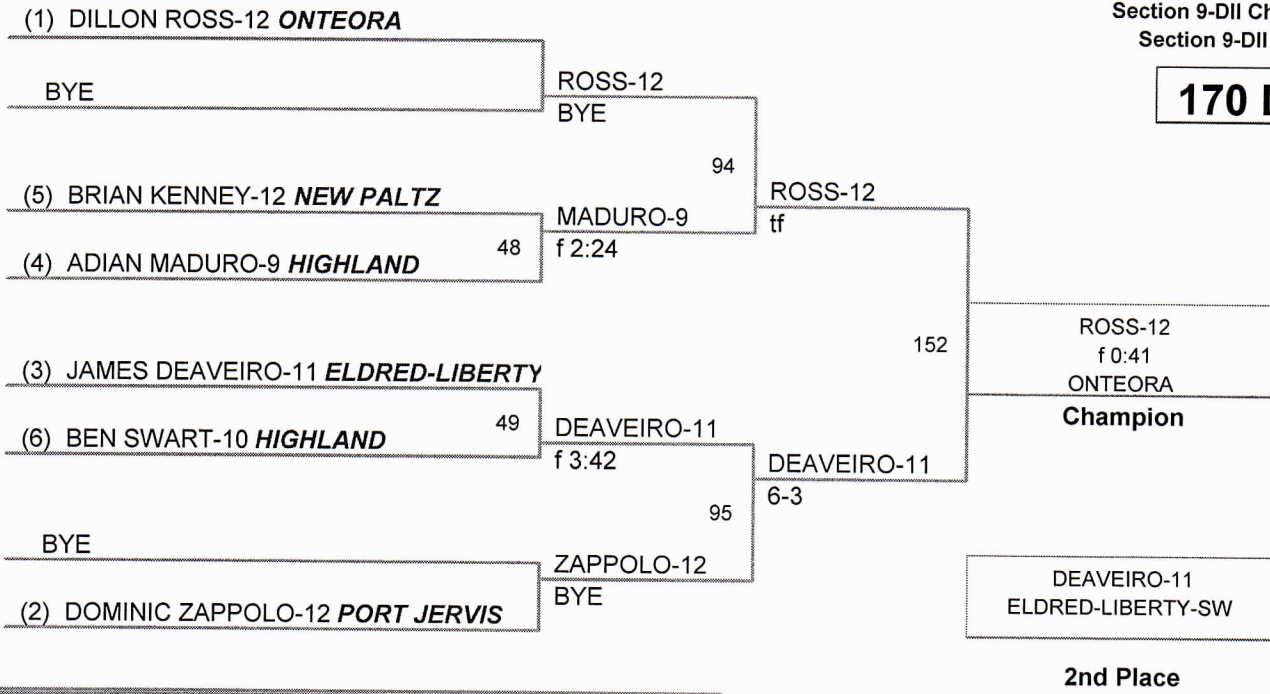 Section 9-DII
Section 9-DII
170
(1) DILLON ROSS-12 ONTEORA
BYE
ROSS-12
BYE
94
(5) BRIAN KENNEY-12 NEW PALTZ
(4) ADIAN MADURO-9 HIGHLAND
48
MADURO-9
f 2:24
ROSS-12
tf
152
(3) JAMES DEAVEIRO-11 ELDRED-LIBERTY
(6) BEN SWART-10 HIGHLAND
49
DEAVEIRO-11
f 3:42
95
BYE
(2) DOMINIC ZAPPOLO-12 PORT JERVIS
ZAPPOLO-12
BYE
DEAVEIRO-11
6-3
ROSS-12
f 0:41
ONTEORA
Champion
DEAVEIRO-11
ELDRED-LIBERTY-SW
2nd Place